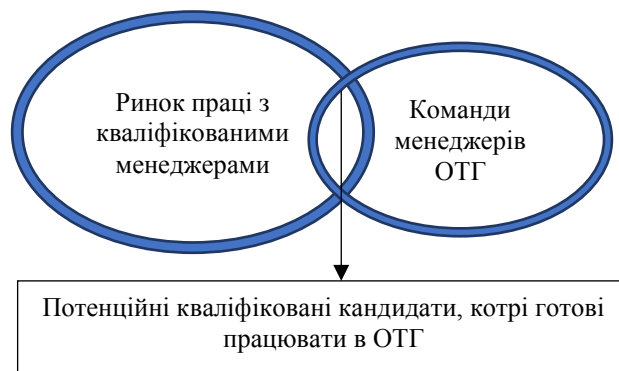 Ринок праці з
кваліфікованими
менеджерами
Команди
менеджерів
ОТГ
Потенційні кваліфіковані кандидати, котрі готові
працювати в ОТГ